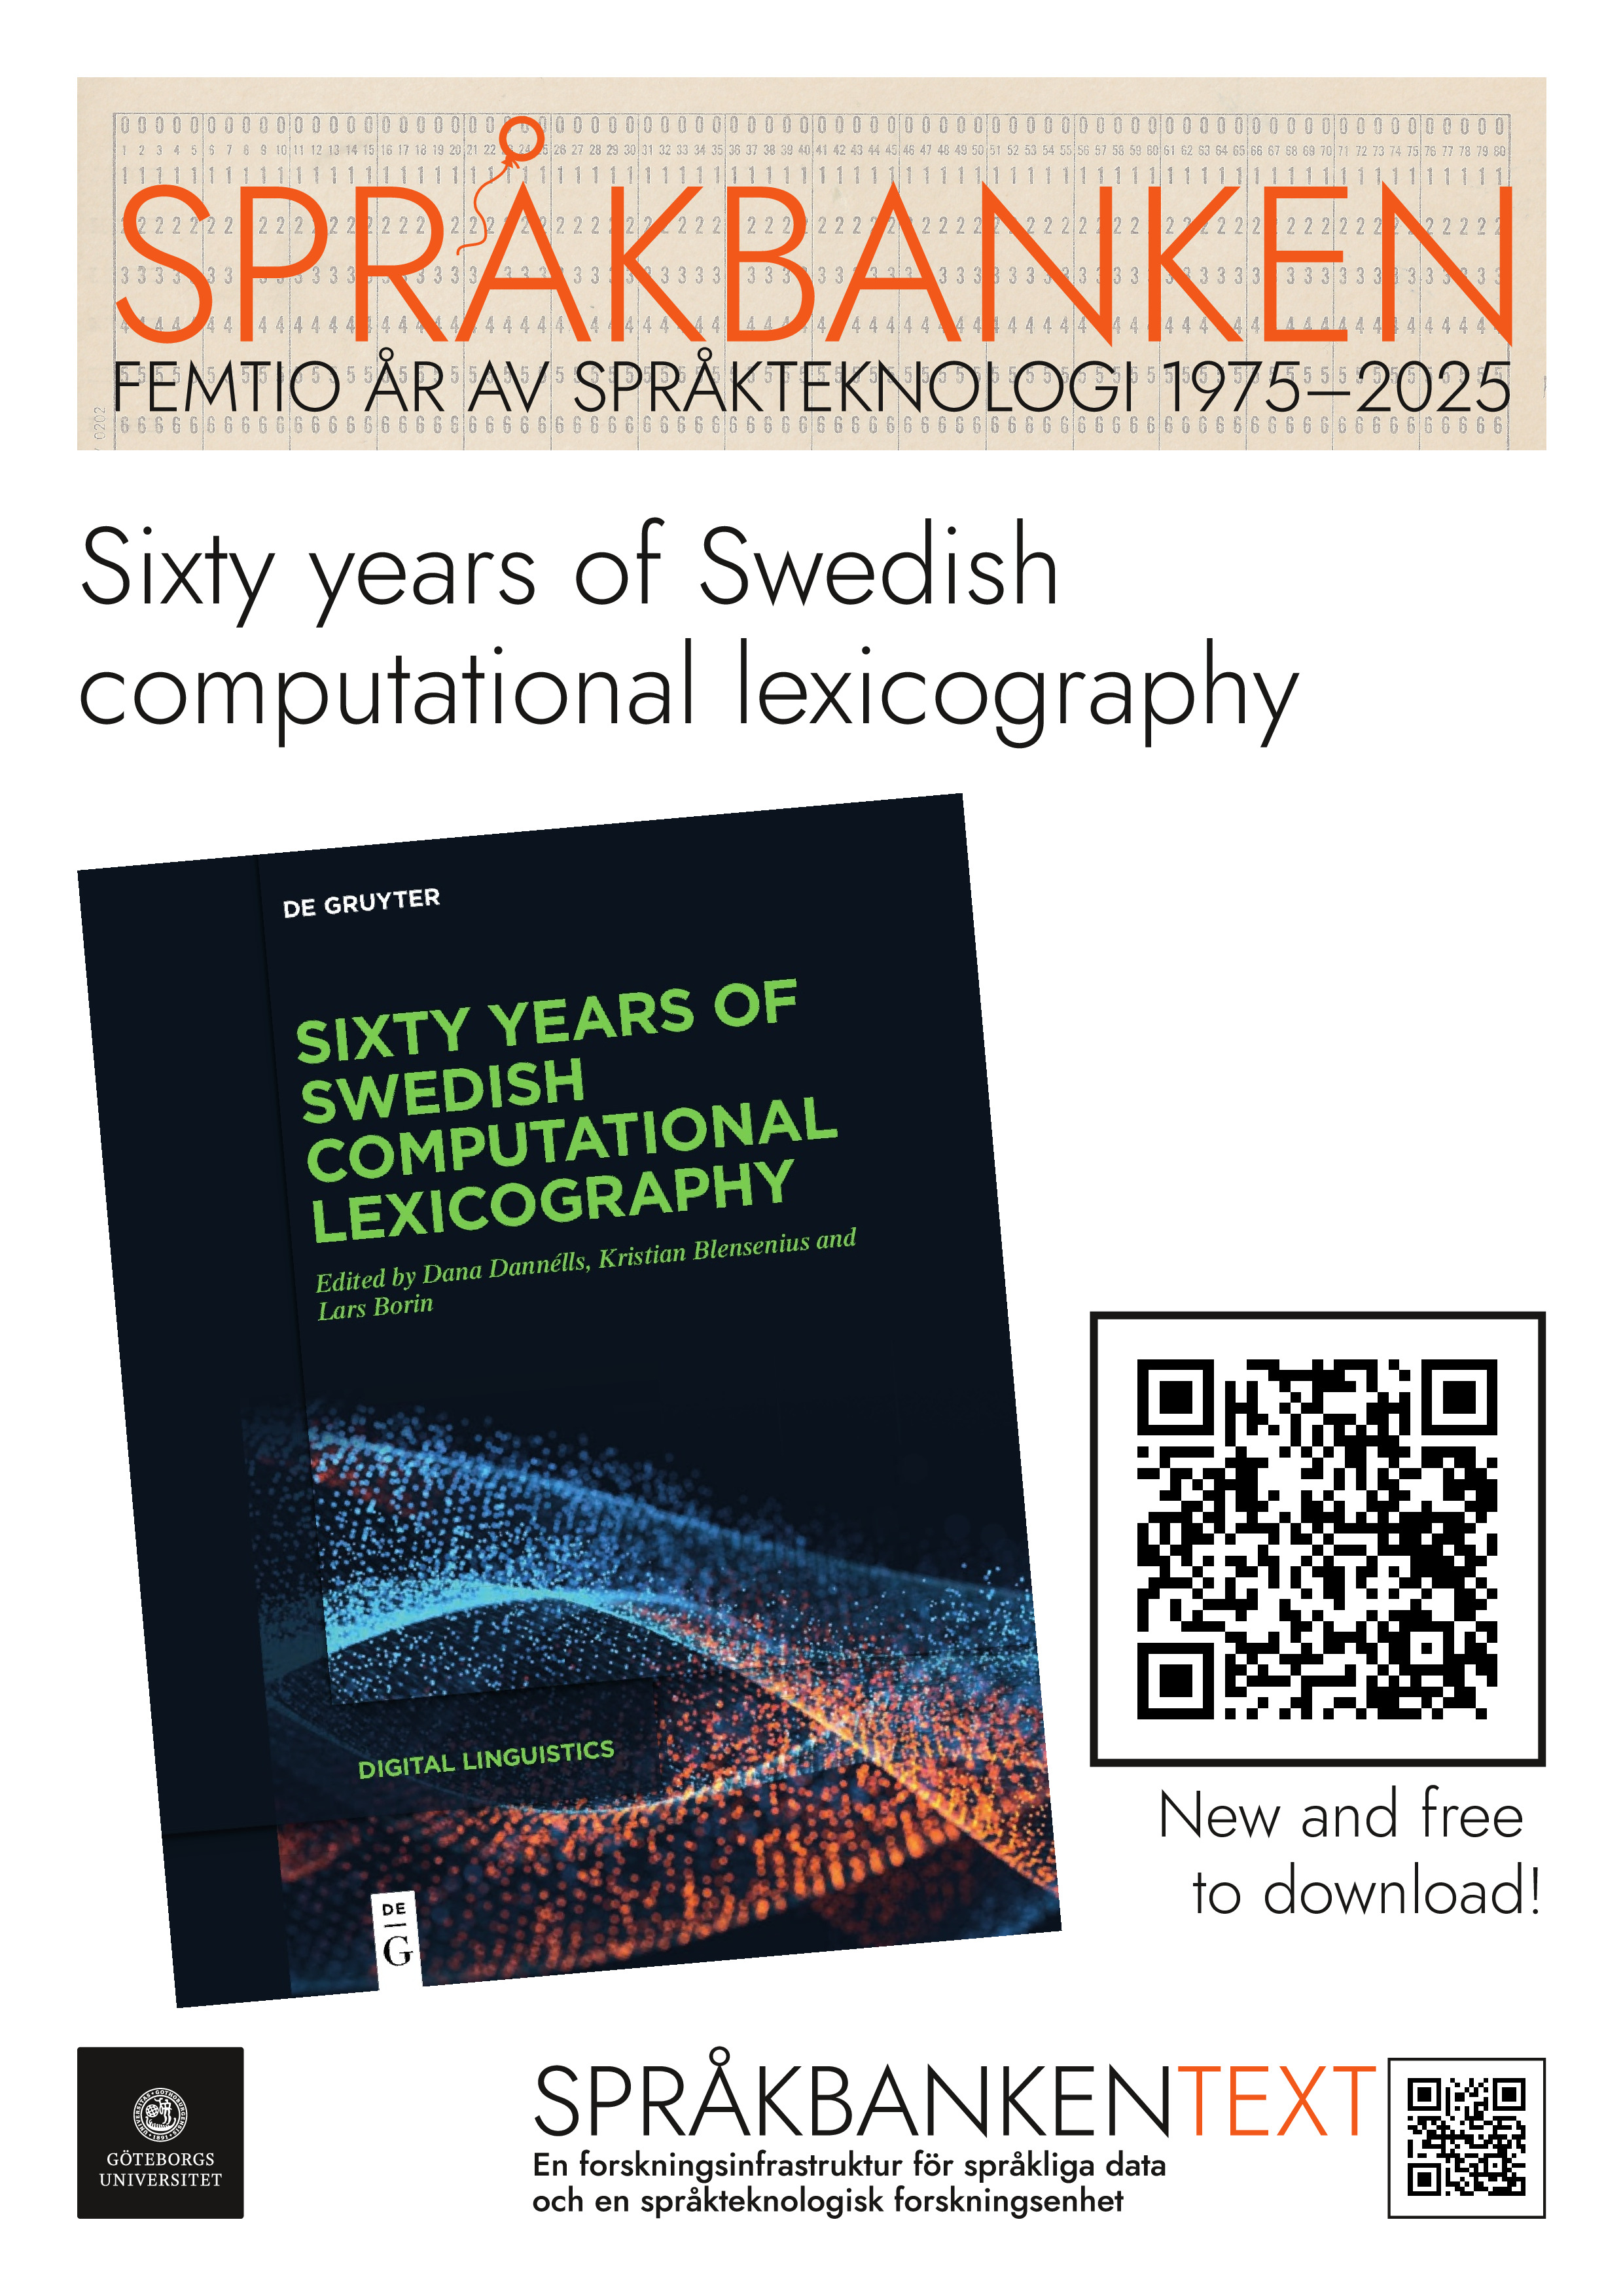 SPRÅKBANKEN
FEMTIO ÅR AV SPRÅKTEKNOLOGI 1975–2025
Sixty years of Swedish
computational lexicography
DE GRUYTER
SIXTY YEARS OF
SWEDISH
COMPUTATIONAL
LEXICOGRAPHY
Edited by Dana Dannélls, Kristian Blensenius and
Lars Borin
DIGITAL LINGUISTICS
DE
G
New and free
to download!
GÖTEBORGS
UNIVERSITET
SPRÅKBANKENTEXT
En forskningsinfrastruktur för språkliga data
och en språkteknologisk forskningsenhet